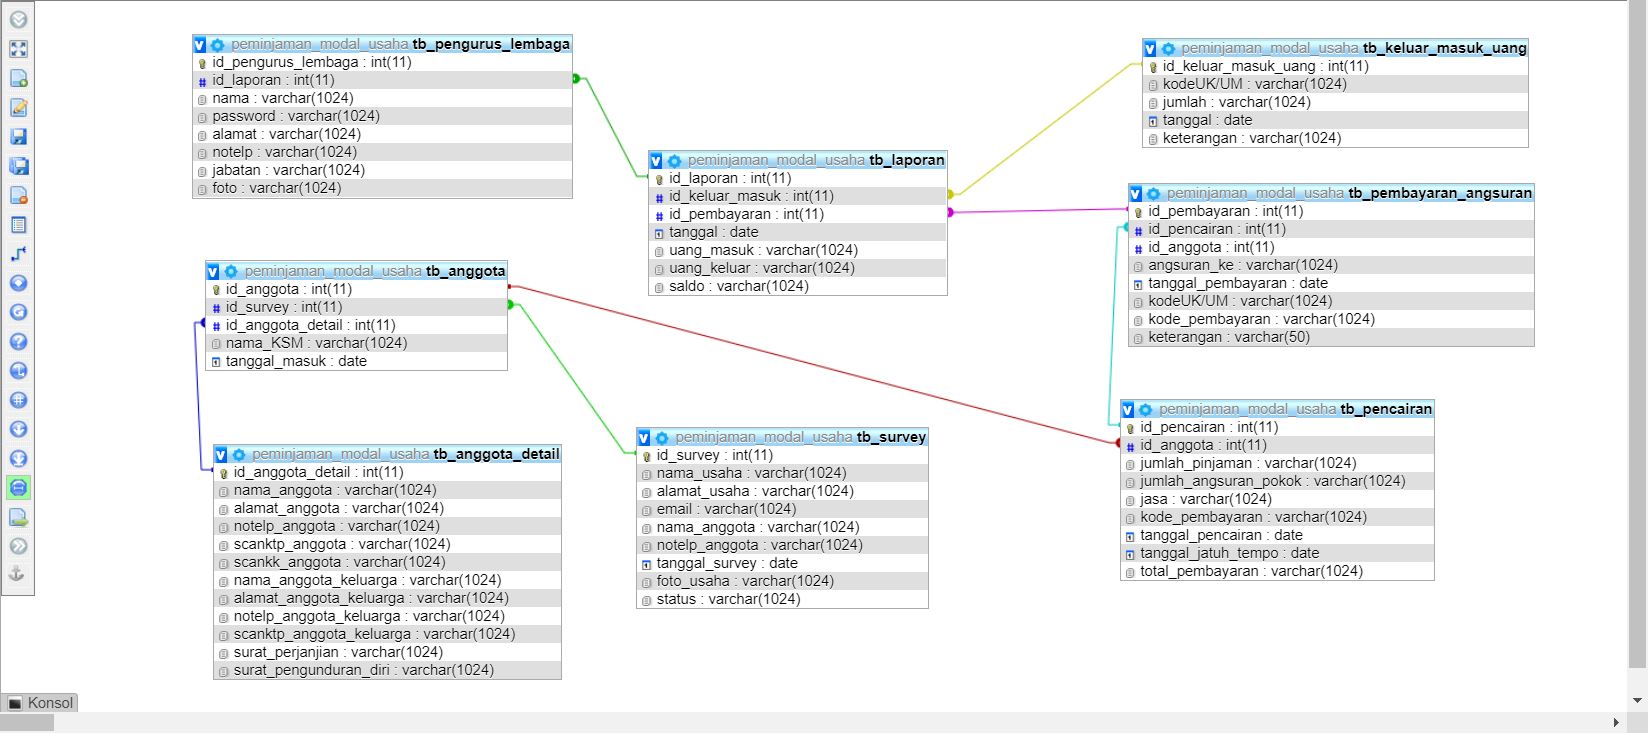 peminjaman_modal_usaha tb_pengurus_lembaga
id_pengurus_lembaga : int(11)
id_laporan : int(11)
nama : varchar(1024)
password : varchar(1024)
alamat : varchar(1024)
notelp : varchar(1024)
jabatan : varchar(1024)
foto : varchar(1024)
peminjaman_modal_usaha tb_keluar_masuk_uang
id_keluar_masuk_uang : int(11)
kodeUK/UM : varchar(1024)
jumlah : varchar(1024)
tanggal : date
keterangan : varchar(1024)
peminjaman_modal_usaha tb_laporan
id_laporan : int(11)
id_keluar_masuk : int(11)
id_pembayaran : int(11)
tanggal : date
uang_masuk : varchar(1024)
uang_keluar : varchar(1024)
saldo : varchar(1024)
peminjaman_modal_usaha tb_pembayaran_angsuran
id_pembayaran : int(11)
id_pencairan : int(11)
id_anggota : int(11)
angsuran_ke : varchar(1024)
tanggal_pembayaran : date
kodeUK/UM : varchar(1024)
kode_pembayaran : varchar(1024)
keterangan : varchar(50)
peminjaman_modal_usaha tb_anggota
id_anggota : int(11)
id_survey : int(11)
id_anggota_detail : int(11)
nama_KSM : varchar(1024)
tanggal_masuk : date
peminjaman_modal_usaha tb_pencairan
id_pencairan : int(11)
id_anggota : int(11)
jumlah_pinjaman : varchar(1024)
jumlah_angsuran_pokok : varchar(1024)
jasa : varchar(1024)
kode_pembayaran : varchar(1024)
tanggal_pencairan : date
tanggal_jatuh_tempo : date
total_pembayaran : varchar(1024)
peminjaman_modal_usaha tb_survey
id_survey : int(11)
nama_usaha : varchar(1024)
alamat_usaha : varchar(1024)
email : varchar(1024)
nama_anggota : varchar(1024)
notelp_anggota : varchar(1024)
tanggal_survey : date
foto_usaha : varchar(1024)
status : varchar(1024)
peminjaman_modal_usaha tb_anggota_detail
id_anggota_detail : int(11)
nama_anggota : varchar(1024)
alamat_anggota : varchar(1024)
notelp_anggota : varchar(1024)
scanktp_anggota : varchar(1024)
scankk_anggota : varchar(1024)
nama_anggota_keluarga : varchar(1024)
alamat_anggota_keluarga : varchar(1024)
notelp_anggota_keluarga : varchar(1024)
scanktp_anggota_keluarga : varchar(1024)
surat_perjanjian : varchar(1024)
surat_pengunduran_diri : varchar(1024)
Konsol